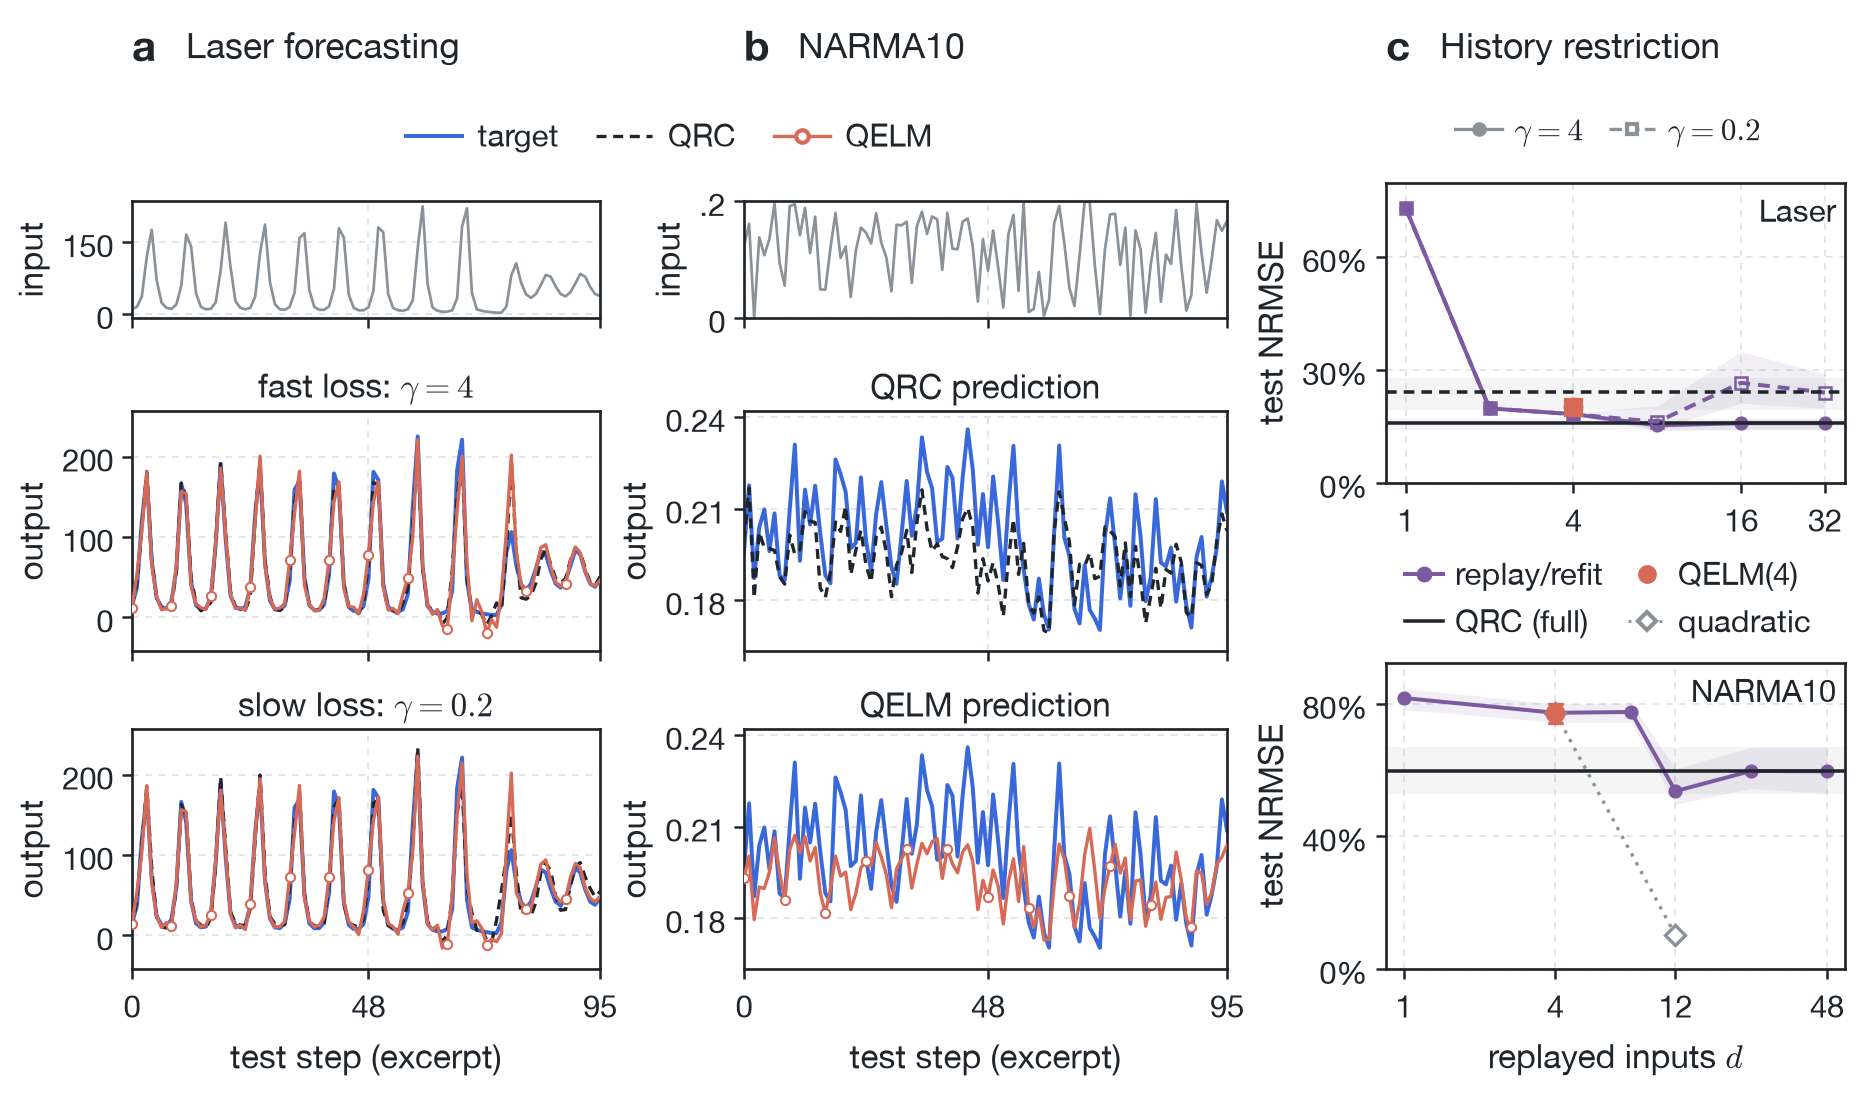 a Laser forecasting
b NARMA10
c History restriction
target QRC QELM
γ = 4 γ = 0.2
input
150
0
input
.2
0
fast loss: γ = 4
output
200
100
0
slow loss: γ = 0.2
output
200
100
0
0 48 95
test step (excerpt)
QRC prediction
output
0.24
0.21
0.18
QELM prediction
output
0.24
0.21
0.18
0 48 95
test step (excerpt)
Laser
test NRMSE
60%
30%
0%
1 4 16 32
replay/refit QELM(4)
QRC (full) quadratic
NARMA10
test NRMSE
80%
40%
0%
1 4 12 48
replayed inputs d